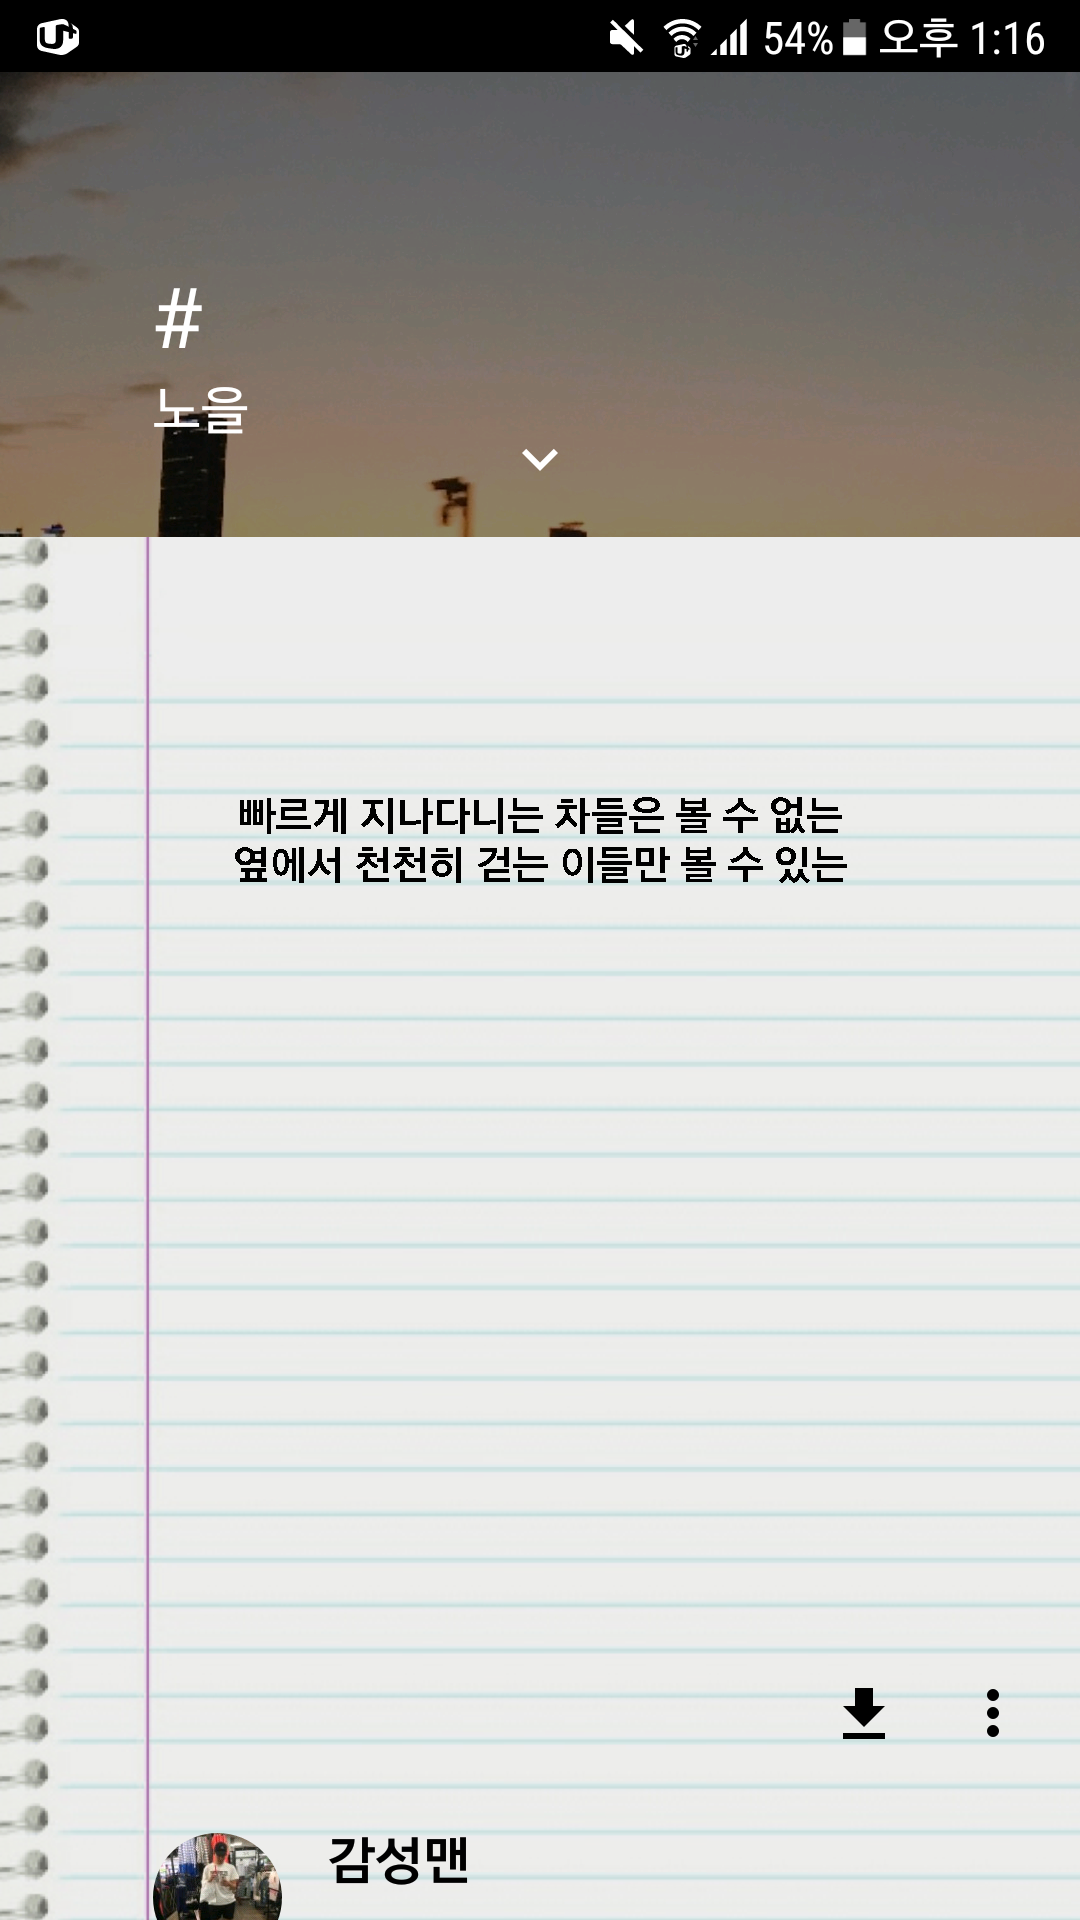 54% 오후 1:16
#
노을
빠르게 지나다니는 차들은 볼 수 없는
옆에서 천천히 걷는 이들만 볼 수 있는
감성맨